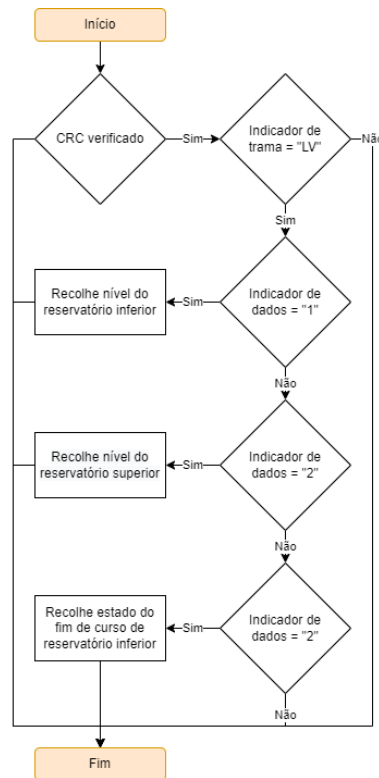 Início
CRC verificado
Sim
Indicador de
trama = "LV"
Não
Sim
Recolhe nível do
reservatório inferior
Sim
Indicador de
dados = "1"
Não
Recolhe nível do
reservatório superior
Sim
Indicador de
dados = "2"
Não
Recolhe estado do
fim de curso de
reservatório inferior
Sim
Indicador de
dados = "2"
Não
Fim